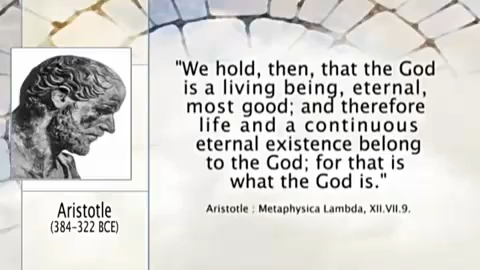 "We hold, then, that the God
is a living being, eternal,
most good; and therefore
life and a continuous
eternal existence belong
to the God; for that is
what the God is."
Aristotle : Metaphysica Lambda, XII.VII.9.
Aristotle
(384-322 BCE)